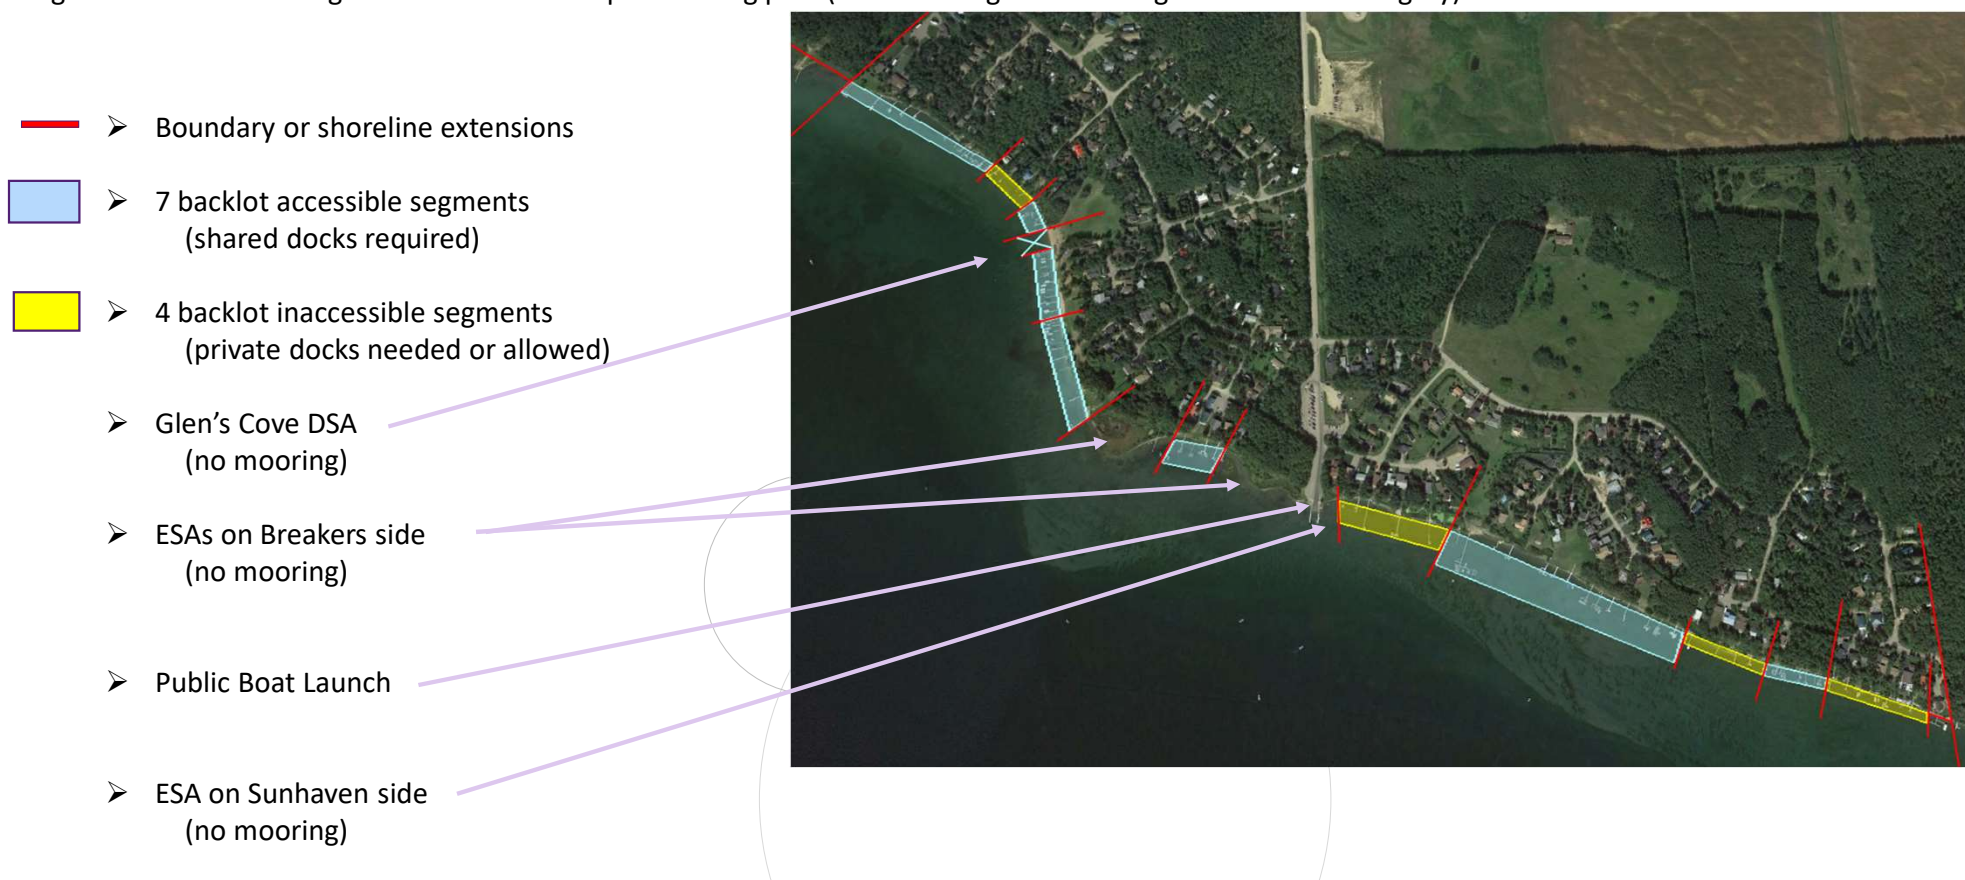 Boundary or shoreline extensions
7 backlot accessible segments
(shared docks required)
4 backlot inaccessible segments
(private docks needed or allowed)
Glen’s Cove DSA
(no mooring)
ESAs on Breakers side
(no mooring)
Public Boat Launch
ESA on Sunhaven side
(no mooring)